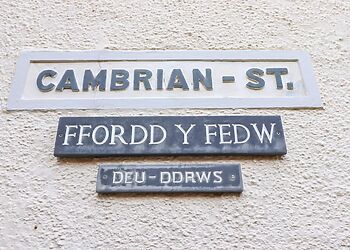 CAMBRIAN - ST.
FFORDD Y FEDW
DEU-DDRWS